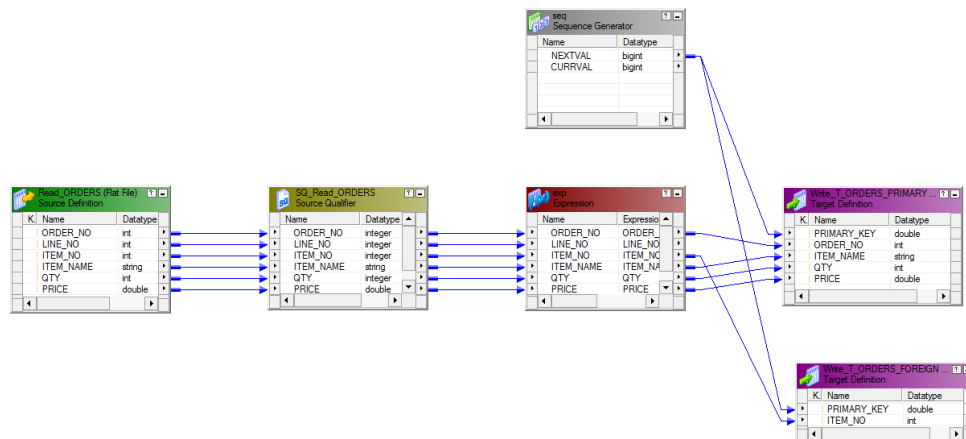 seq
Sequence Generator
Name Datatype
NEXTVAL bigint
CURRVAL bigint
Read_ORDERS (Flat File)
Source Definition
K. Name Datatype
ORDER_NO int
LINE_NO int
ITEM_NO int
ITEM_NAME string
QTY int
PRICE double
SQ_Read_ORDERS
Source Qualifier
SQ
Name Datatype
ORDER_NO integer
LINE_NO integer
ITEM_NO integer
ITEM_NAME string
QTY integer
PRICE double
exp
Expression
Name Expressio
ORDER_NO ORDER_
LINE_NO LINE_NO
ITEM_NO ITEM_NO
ITEM_NAME ITEM_NA
QTY QTY
PRICE PRICE
Write_T_ORDERS_PRIMARY ...
Target Definition
K. Name Datatype
PRIMARY_KEY double
ORDER_NO int
ITEM_NAME string
QTY int
PRICE double
Write_T_ORDERS_FOREIGN ...
Target Definition
K. Name Datatype
PRIMARY_KEY double
ITEM_NO int